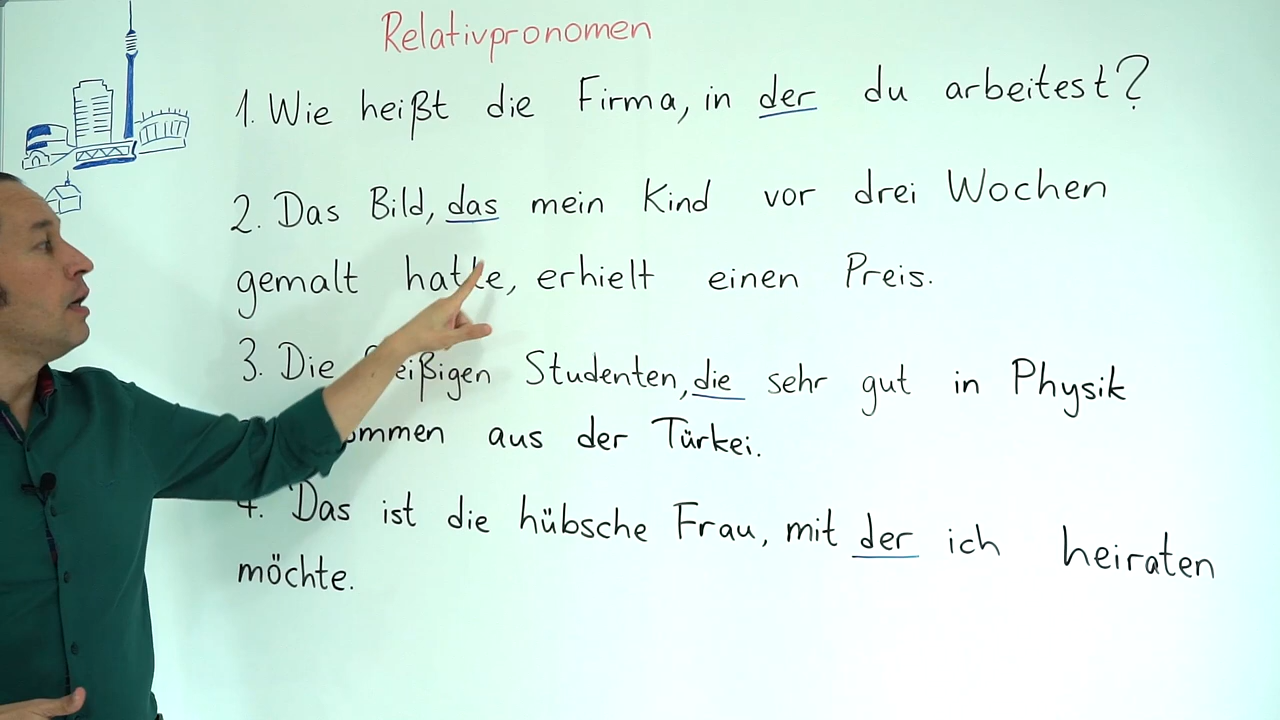 Relativpronomen
1. Wie heißt die Firma, in der du arbeitest?
2. Das Bild, das mein Kind vor drei Wochen
gemalt hatte, erhielt einen Preis.
3. Die Studenten, die sehr gut in Physik
aus der Türkei.
4. Das ist die hübsche Frau, mit der ich heiraten
möchte.